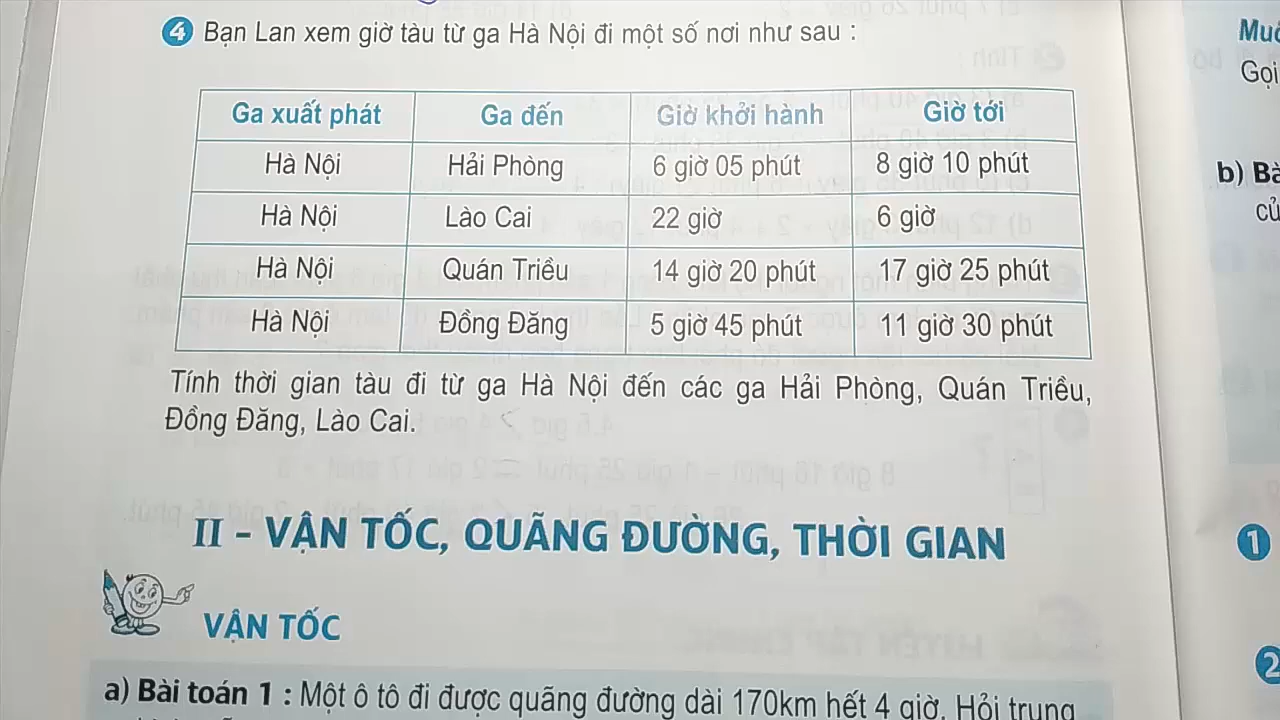 4 Bạn Lan xem giờ tàu từ ga Hà Nội đi một số nơi như sau :
Ga xuất phát Ga đến Giờ khởi hành Giờ tới
Hà Nội Hải Phòng 6 giờ 05 phút 8 giờ 10 phút
Hà Nội Lào Cai 22 giờ 6 giờ
Hà Nội Quán Triều 14 giờ 20 phút 17 giờ 25 phút
Hà Nội Đồng Đăng 5 giờ 45 phút 11 giờ 30 phút
Tính thời gian tàu đi từ ga Hà Nội đến các ga Hải Phòng, Quán Triều,
Đồng Đăng, Lào Cai.
II - VẬN TỐC, QUÃNG ĐƯỜNG, THỜI GIAN
VẬN TỐC
a) Bài toán 1 : Một ô tô đi được quãng đường dài 170km hết 4 giờ. Hỏi trung
Gọi
b)
1
2